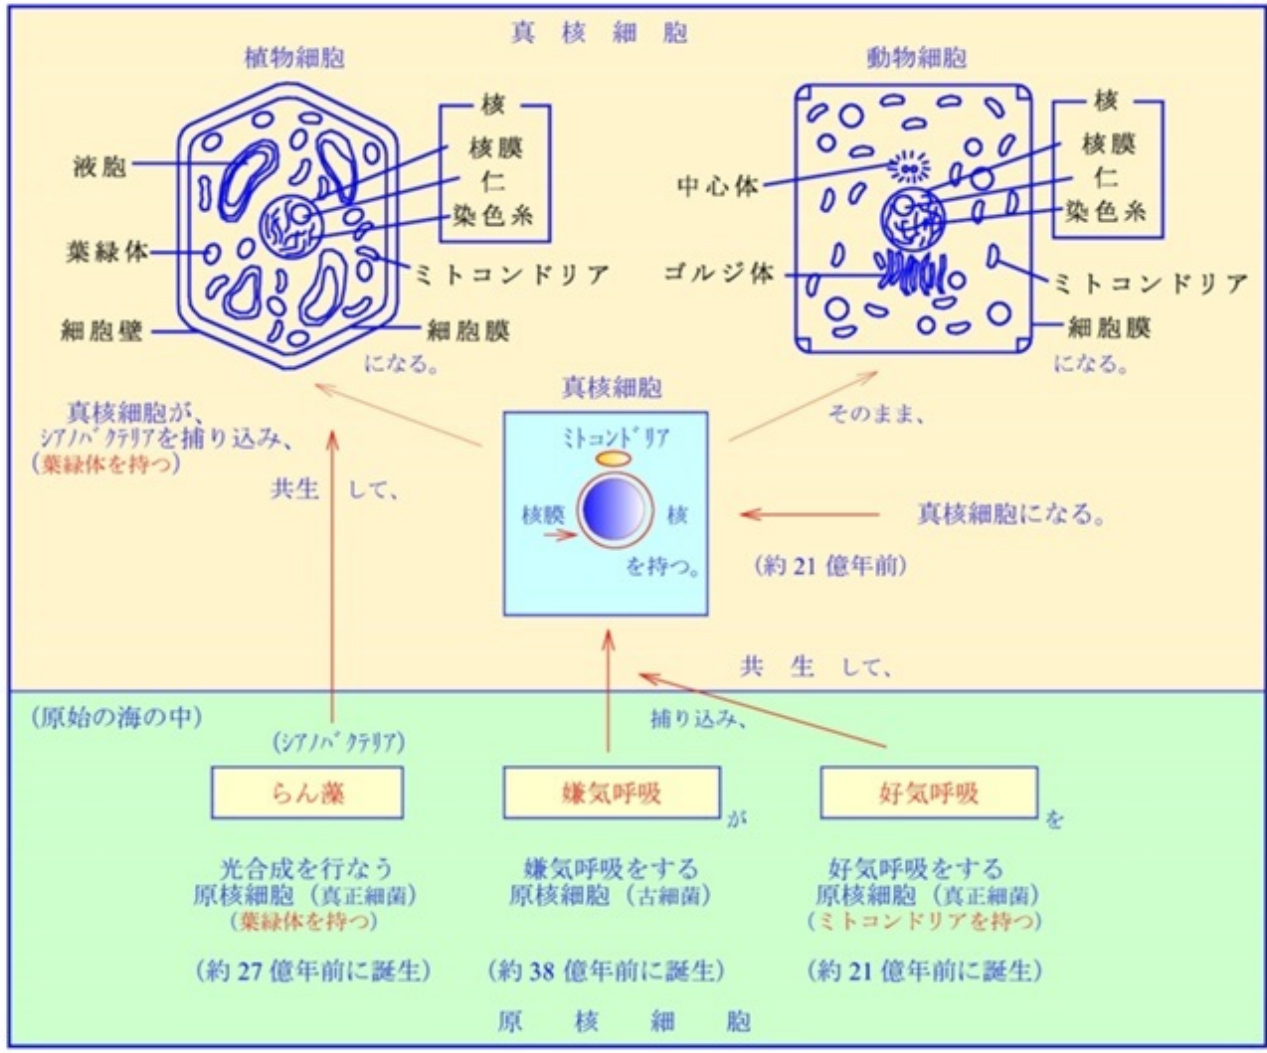 真核細胞
植物細胞
動物細胞
核
核膜
仁
染色糸
液胞
葉緑体
細胞壁
ミトコンドリア
細胞膜
になる。
核
核膜
仁
染色糸
中心体
ゴルジ体
ミトコンドリア
細胞膜
になる。
真核細胞が、
ｼｱﾉﾊﾞｸﾃﾘｱを捕り込み、
(葉緑体を持つ)
共生 して、
真核細胞
ﾐﾄｺﾝﾄﾞﾘｱ
核膜 核
を持つ。
そのまま、
真核細胞になる。
(約21億年前)
共生して、
捕り込み、
(原始の海の中)
(ｼｱﾉﾊﾞｸﾃﾘｱ)
らん藻
光合成を行なう
原核細胞 (真正細菌)
(葉緑体を持つ)
(約27億年前に誕生)
嫌気呼吸
が
嫌気呼吸をする
原核細胞 (古細菌)
(約38億年前に誕生)
好気呼吸
を
好気呼吸をする
原核細胞 (真正細菌)
(ミトコンドリアを持つ)
(約21億年前に誕生)
原核細胞